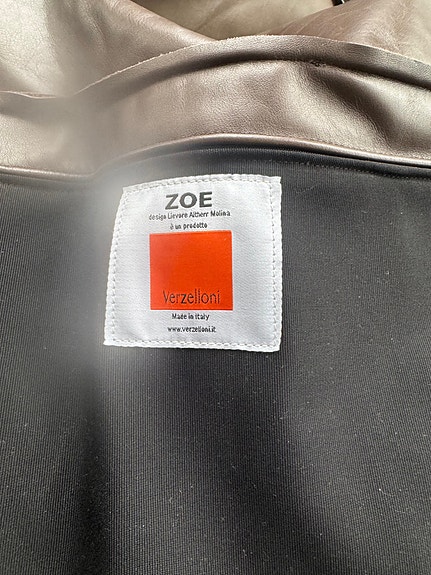 ZOE
design Lievore Altherr Molina
è un prodotto
Verzelloni
Made in Italy
www.verzelloni.it